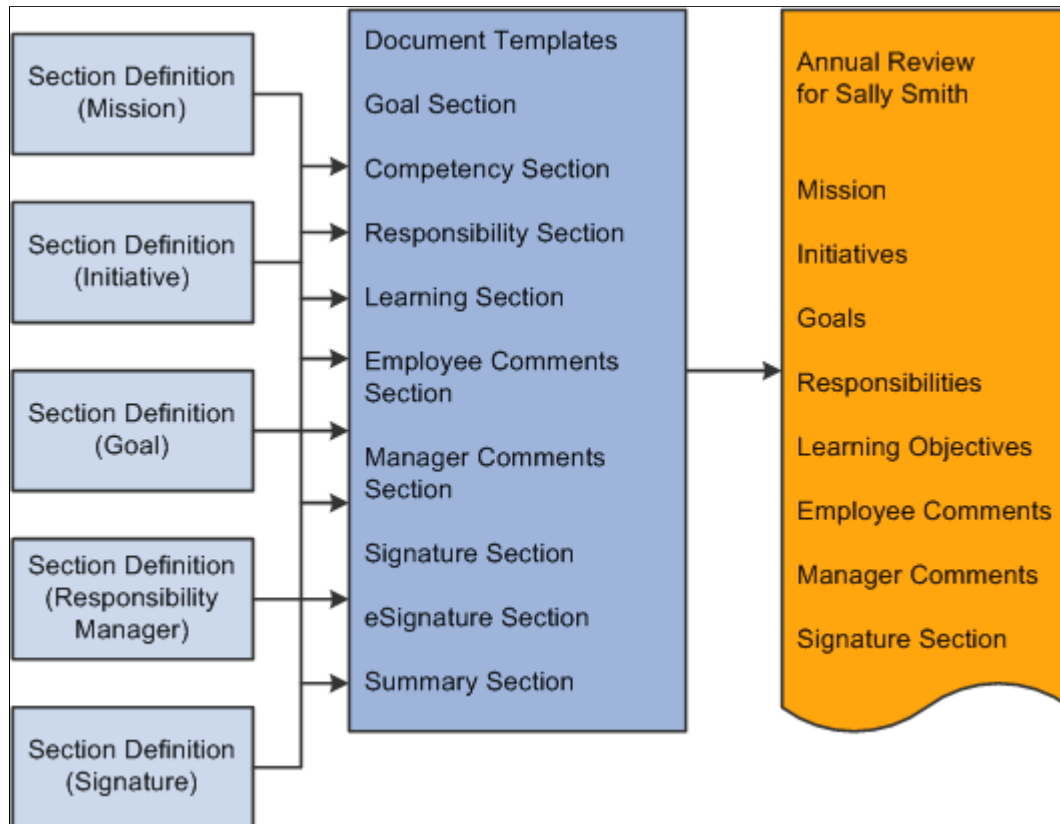 Section Definition
(Mission)
Section Definition
(Initiative)
Section Definition
(Goal)
Section Definition
(Responsibility
Manager)
Section Definition
(Signature)
Document Templates
Goal Section
Competency Section
Responsibility Section
Learning Section
Employee Comments
Section
Manager Comments
Section
Signature Section
eSignature Section
Summary Section
Annual Review
for Sally Smith
Mission
Initiatives
Goals
Responsibilities
Learning Objectives
Employee Comments
Manager Comments
Signature Section